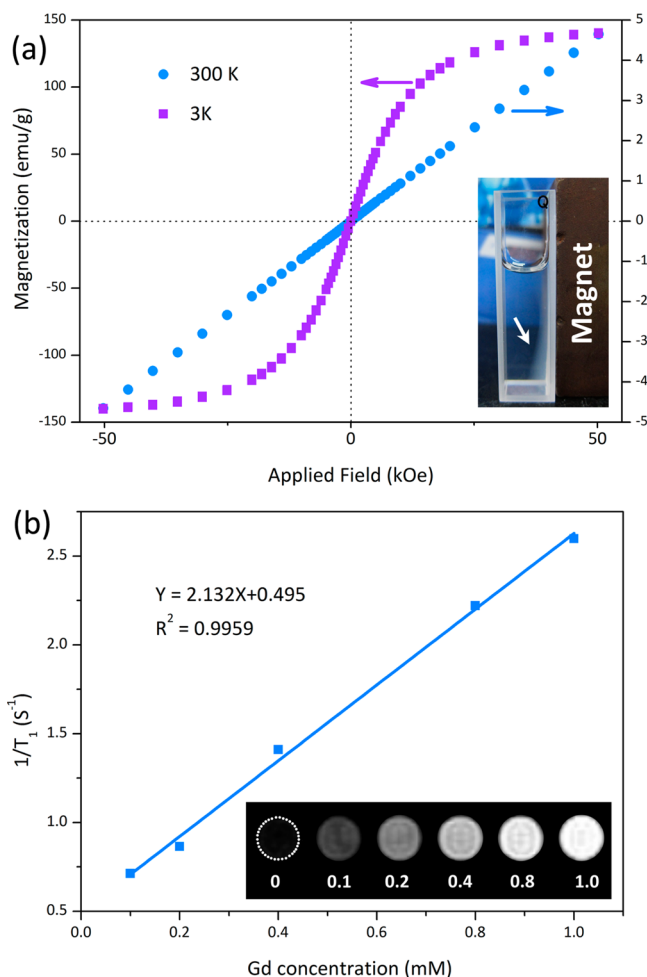 (a)
150
100
50
0
-50
-100
-150
Magnetization (emu/g)
300 K
3K
5
4
3
2
1
0
-1
-2
-3
-4
-5
Q
Magnet
-50
0
50
Applied Field (kOe)
(b)
2.5
2.0
1.5
1.0
0.5
1/T₁ (S⁻¹)
Y = 2.132X+0.495
R² = 0.9959
0 0.1 0.2 0.4 0.8 1.0
0.0 0.2 0.4 0.6 0.8 1.0
Gd concentration (mM)